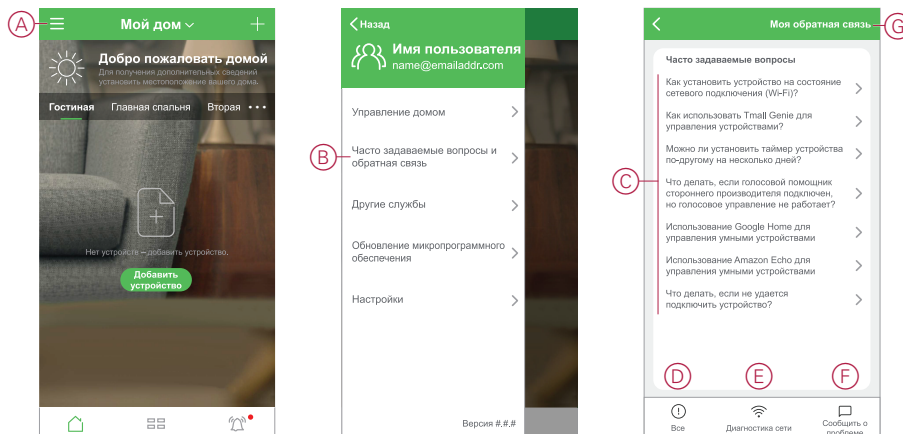 A
Мой дом
Добро пожаловать домой
Для получения дополнительных сведений
установить местоположение вашего дома.
Гостиная Главная спальня Вторая
Нет устройств – добавить устройство.
Добавить
устройство
Назад
Имя пользователя
name@emailaddr.com
Управление домом
B
Часто задаваемые вопросы и
обратная связь
Другие службы
Обновление микропрограммного
обеспечения
Настройки
Версия #.#.#
Моя обратная связь
G
Часто задаваемые вопросы
C
Как установить устройство на состояние
сетевого подключения (Wi-Fi)?
Как использовать Tmall Genie для
управления устройствами?
Можно ли установить таймер устройства
по-другому на несколько дней?
Что делать, если голосовой помощник
стороннего производителя подключен,
но голосовое управление не работает?
Использование Google Home для
управления умными устройствами
Использование Amazon Echo для
управления умными устройствами
Что делать, если не удается
подключить устройство?
D E F
Все
Диагностика сети
Сообщить о
проблеме